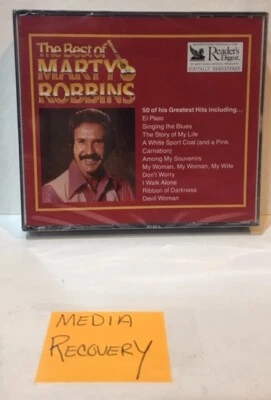 The Best of
MARTY
ROBBINS
Reader's
Digest
DIGITALLY REMASTERED
50 of his Greatest Hits including...
El Paso
Singing the Blues
The Story of My Life
A White Sport Coat (and a Pink
Carnation)
Among My Souvenirs
My Woman, My Woman, My Wife
Don't Worry
I Walk Alone
Ribbon of Darkness
Devil Woman
MEDIA
RECOVERY